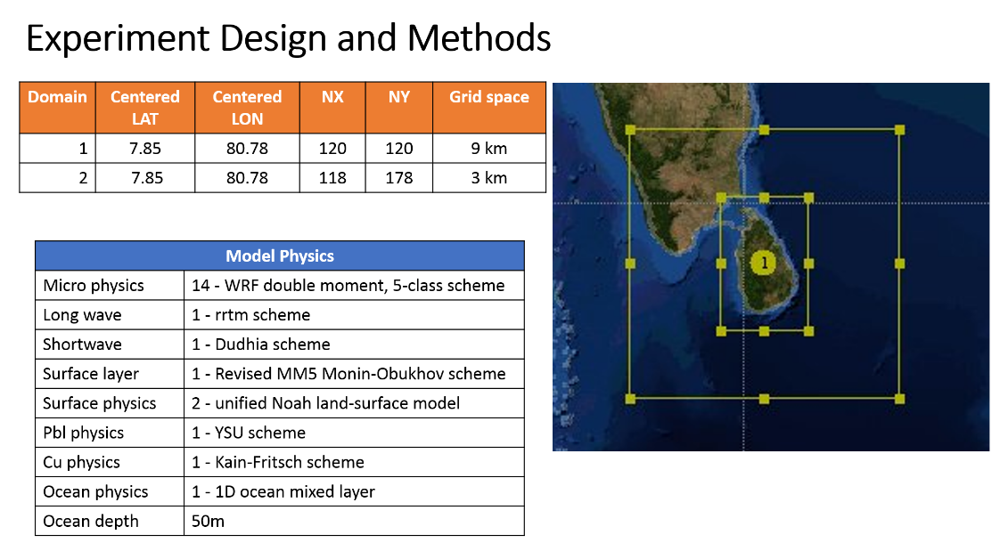 Experiment Design and Methods
Domain Centered LAT Centered LON NX NY Grid space
1 7.85 80.78 120 120 9 km
2 7.85 80.78 118 178 3 km
Model Physics
Micro physics 14 - WRF double moment, 5-class scheme
Long wave 1 - rrtm scheme
Shortwave 1 - Dudhia scheme
Surface layer 1 - Revised MM5 Monin-Obukhov scheme
Surface physics 2 - unified Noah land-surface model
Pbl physics 1 - YSU scheme
Cu physics 1 - Kain-Fritsch scheme
Ocean physics 1 - 1D ocean mixed layer
Ocean depth 50m
1